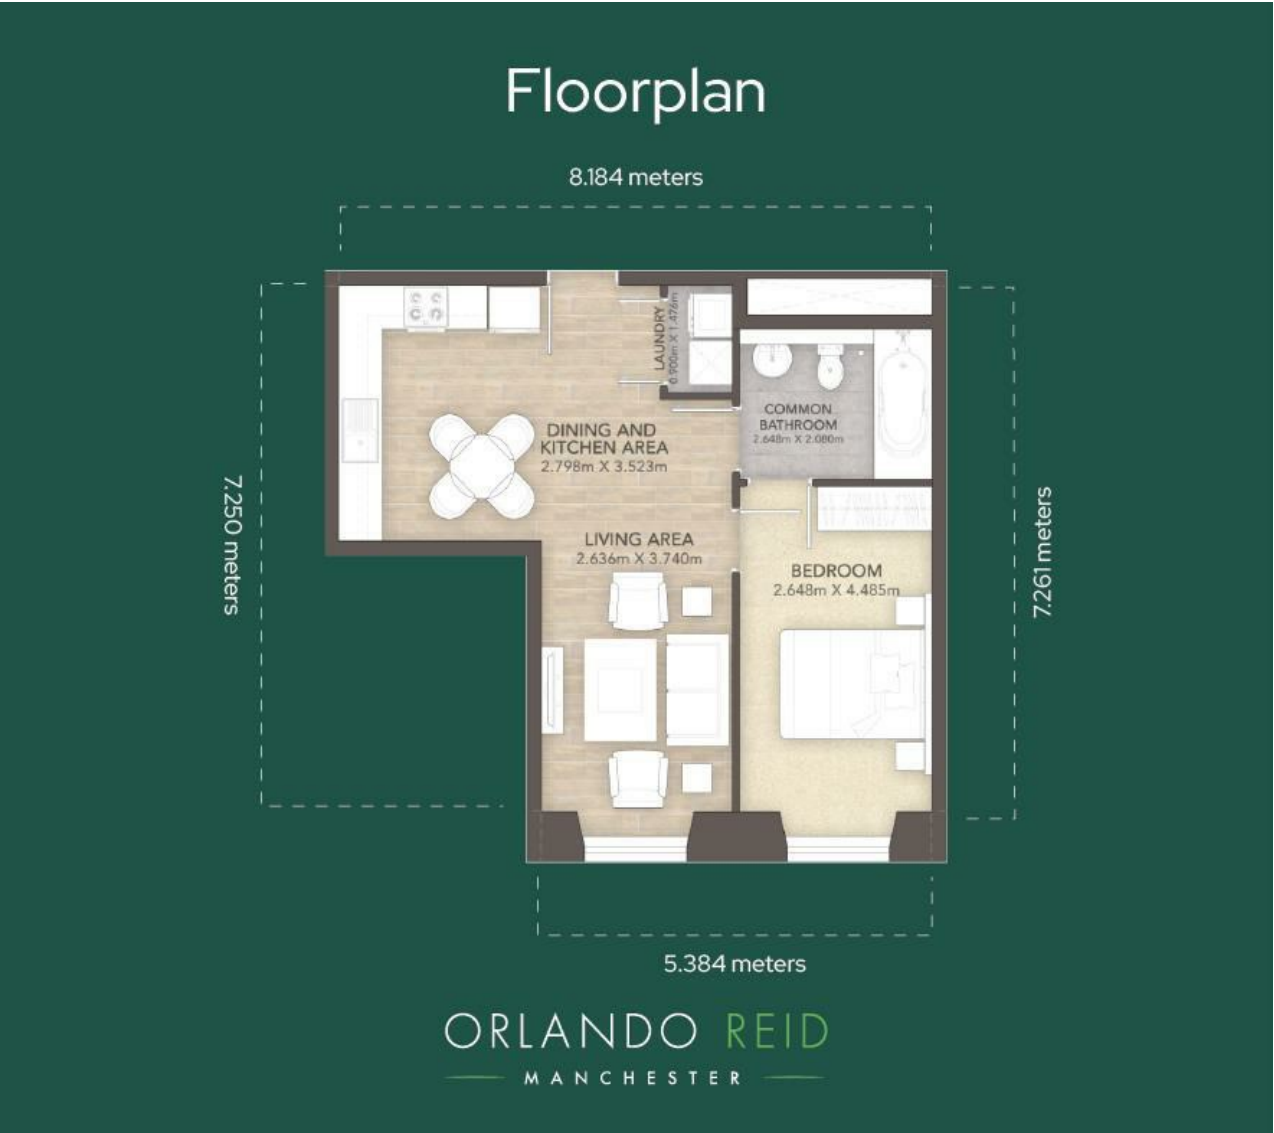 Floorplan
8.184 meters
LAUNDRY
0.900m X 1.476m
COMMON
BATHROOM
2.648m X 2.080m
DINING AND
KITCHEN AREA
2.798m X 3.523m
7.250 meters
7.261 meters
LIVING AREA
2.636m X 3.740m
BEDROOM
2.648m X 4.485m
5.384 meters
ORLANDO REID
MANCHESTER